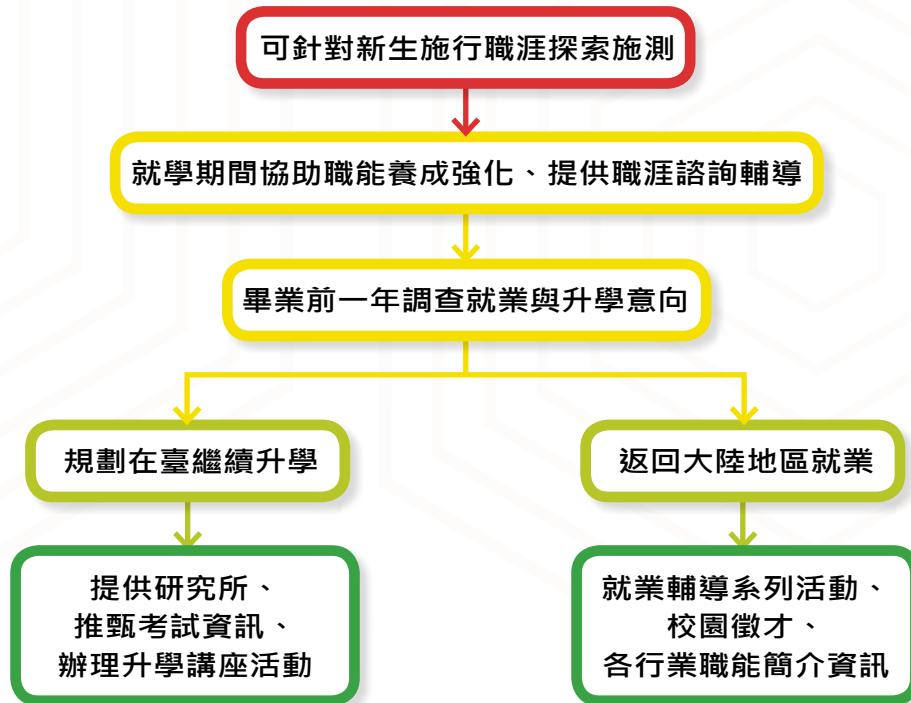 可針對新生施行職涯探索施測
就學期間協助職能養成強化、提供職涯諮詢輔導
畢業前一年調查就業與升學意向
規劃在臺繼續升學
返回大陸地區就業
提供研究所、
推甄考試資訊、
辦理升學講座活動
就業輔導系列活動、
校園徵才、
各行業職能簡介資訊